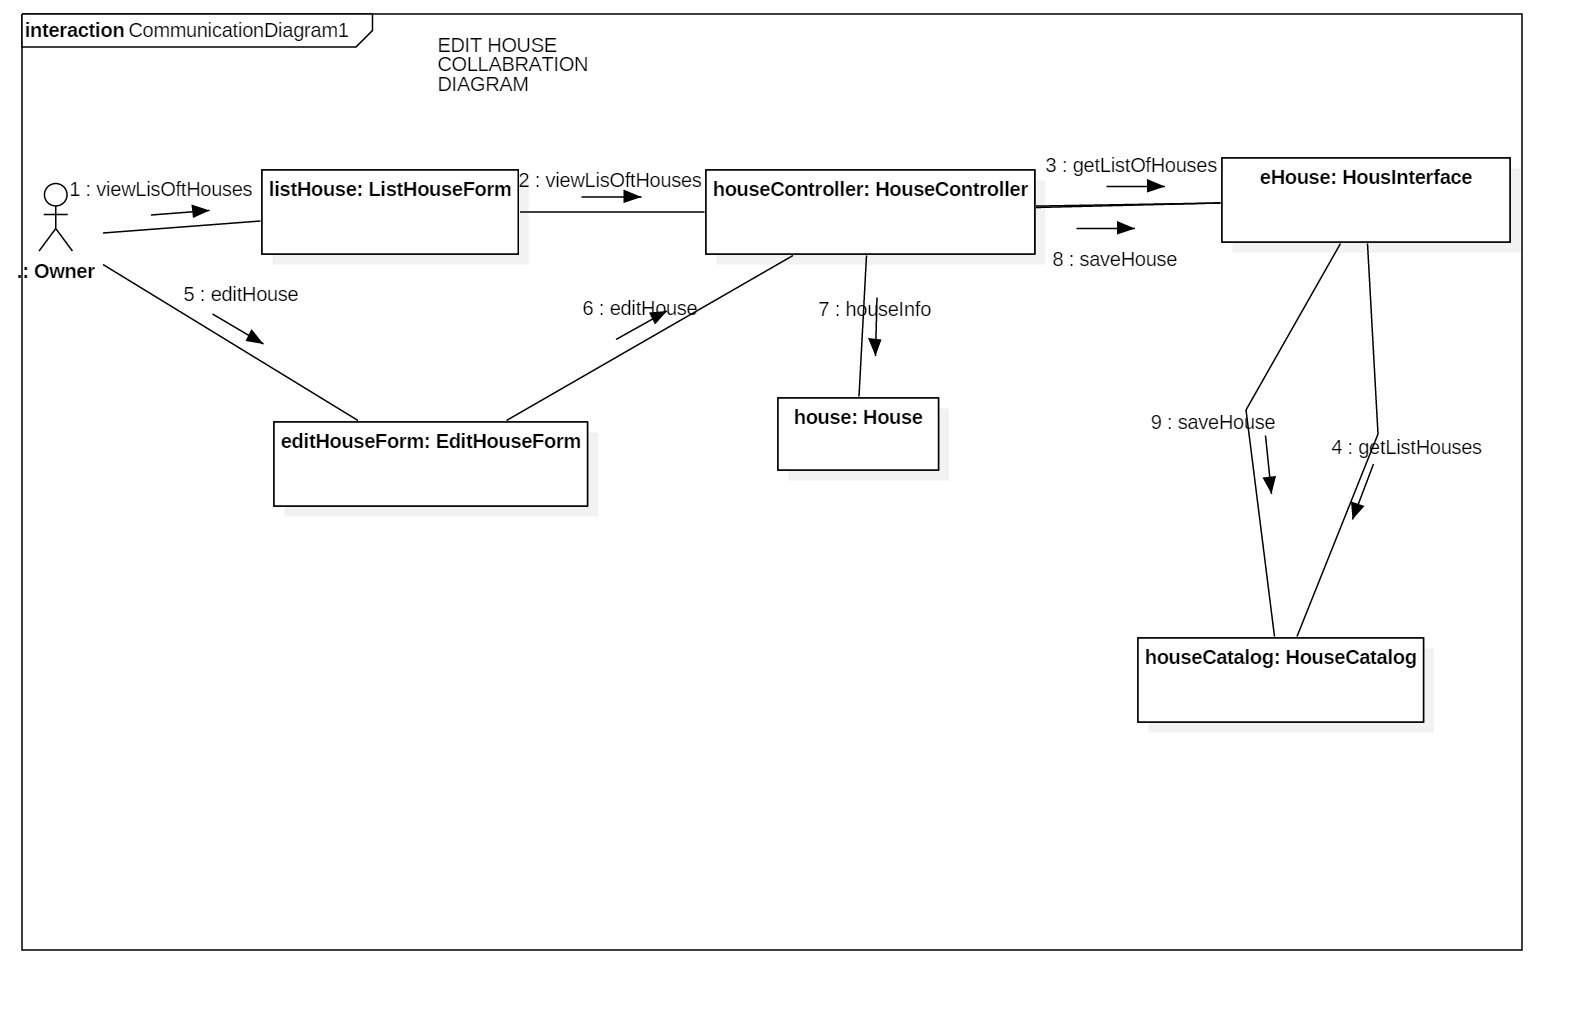 interaction CommunicationDiagram1
EDIT HOUSE
COLLABRATION
DIAGRAM
1 : viewLisOftHouses
listHouse: ListHouseForm
2 : viewLisOftHouses
houseController: HouseController
3 : getListOfHouses
eHouse: HousInterface
8 : saveHouse
.: Owner
5 : editHouse
6 : editHouse
7 : houseInfo
house: House
editHouseForm: EditHouseForm
9 : saveHouse
4 : getListHouses
houseCatalog: HouseCatalog